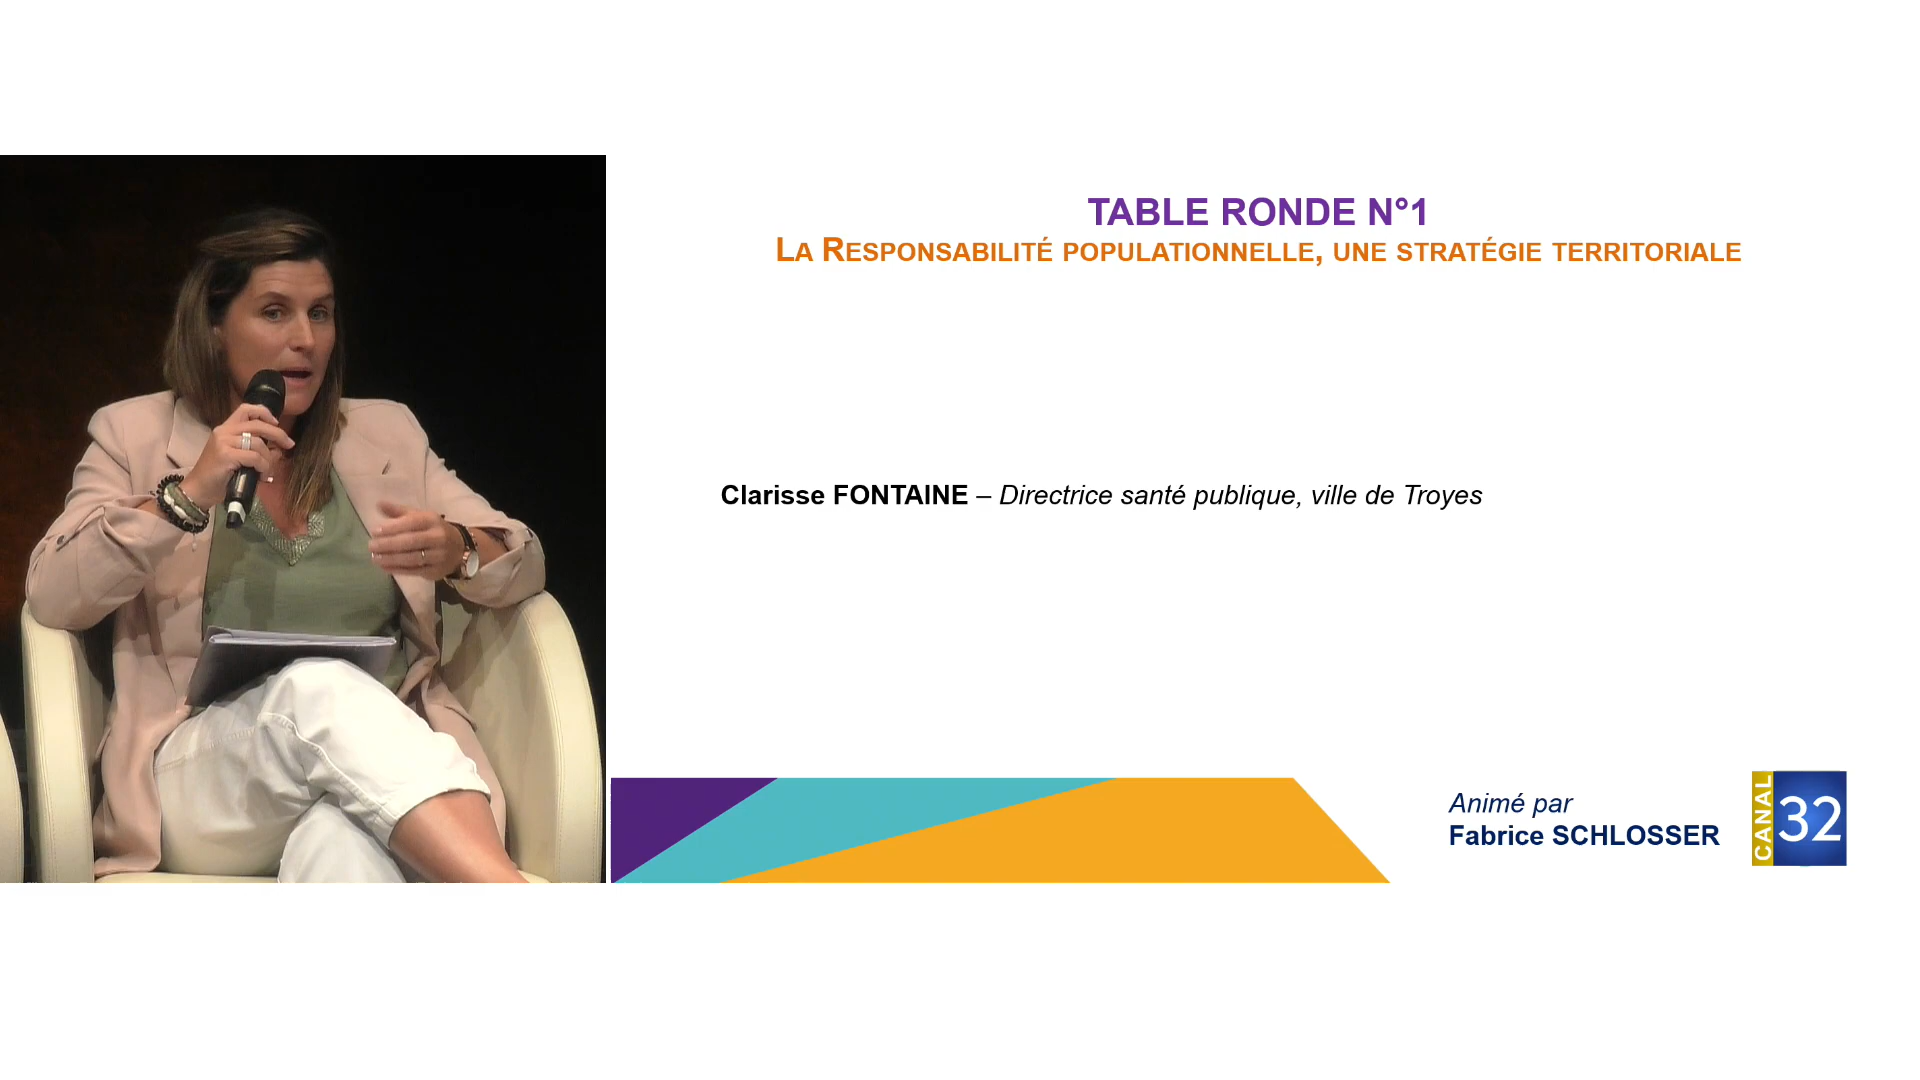 TABLE RONDE N°1
LA RESPONSABILITÉ POPULATIONNELLE, UNE STRATÉGIE TERRITORIALE
Clarisse FONTAINE – Directrice santé publique, ville de Troyes
Animé par
Fabrice SCHLOSSER
CANAL 32